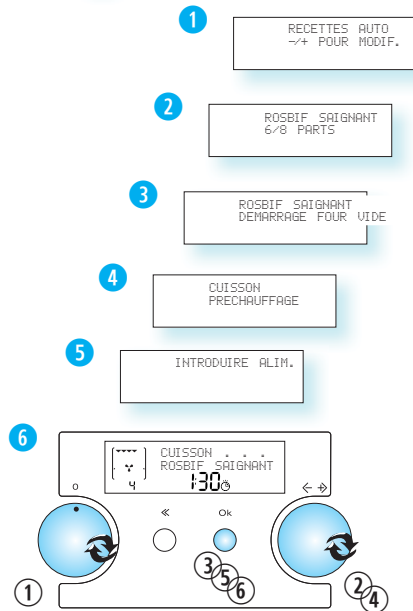 1
RECETTES AUTO
-/+ POUR MODIF.
2
ROSBIF SAIGNANT
6/8 PARTS
3
ROSBIF SAIGNANT
DEMARRAGE FOUR VIDE
4
CUISSON
PRECHAUFFAGE
5
INTRODUIRE ALIM.
6
CUISSON . . .
ROSBIF SAIGNANT
4 1:30
0
« Ok
1
3
5
6
2
4